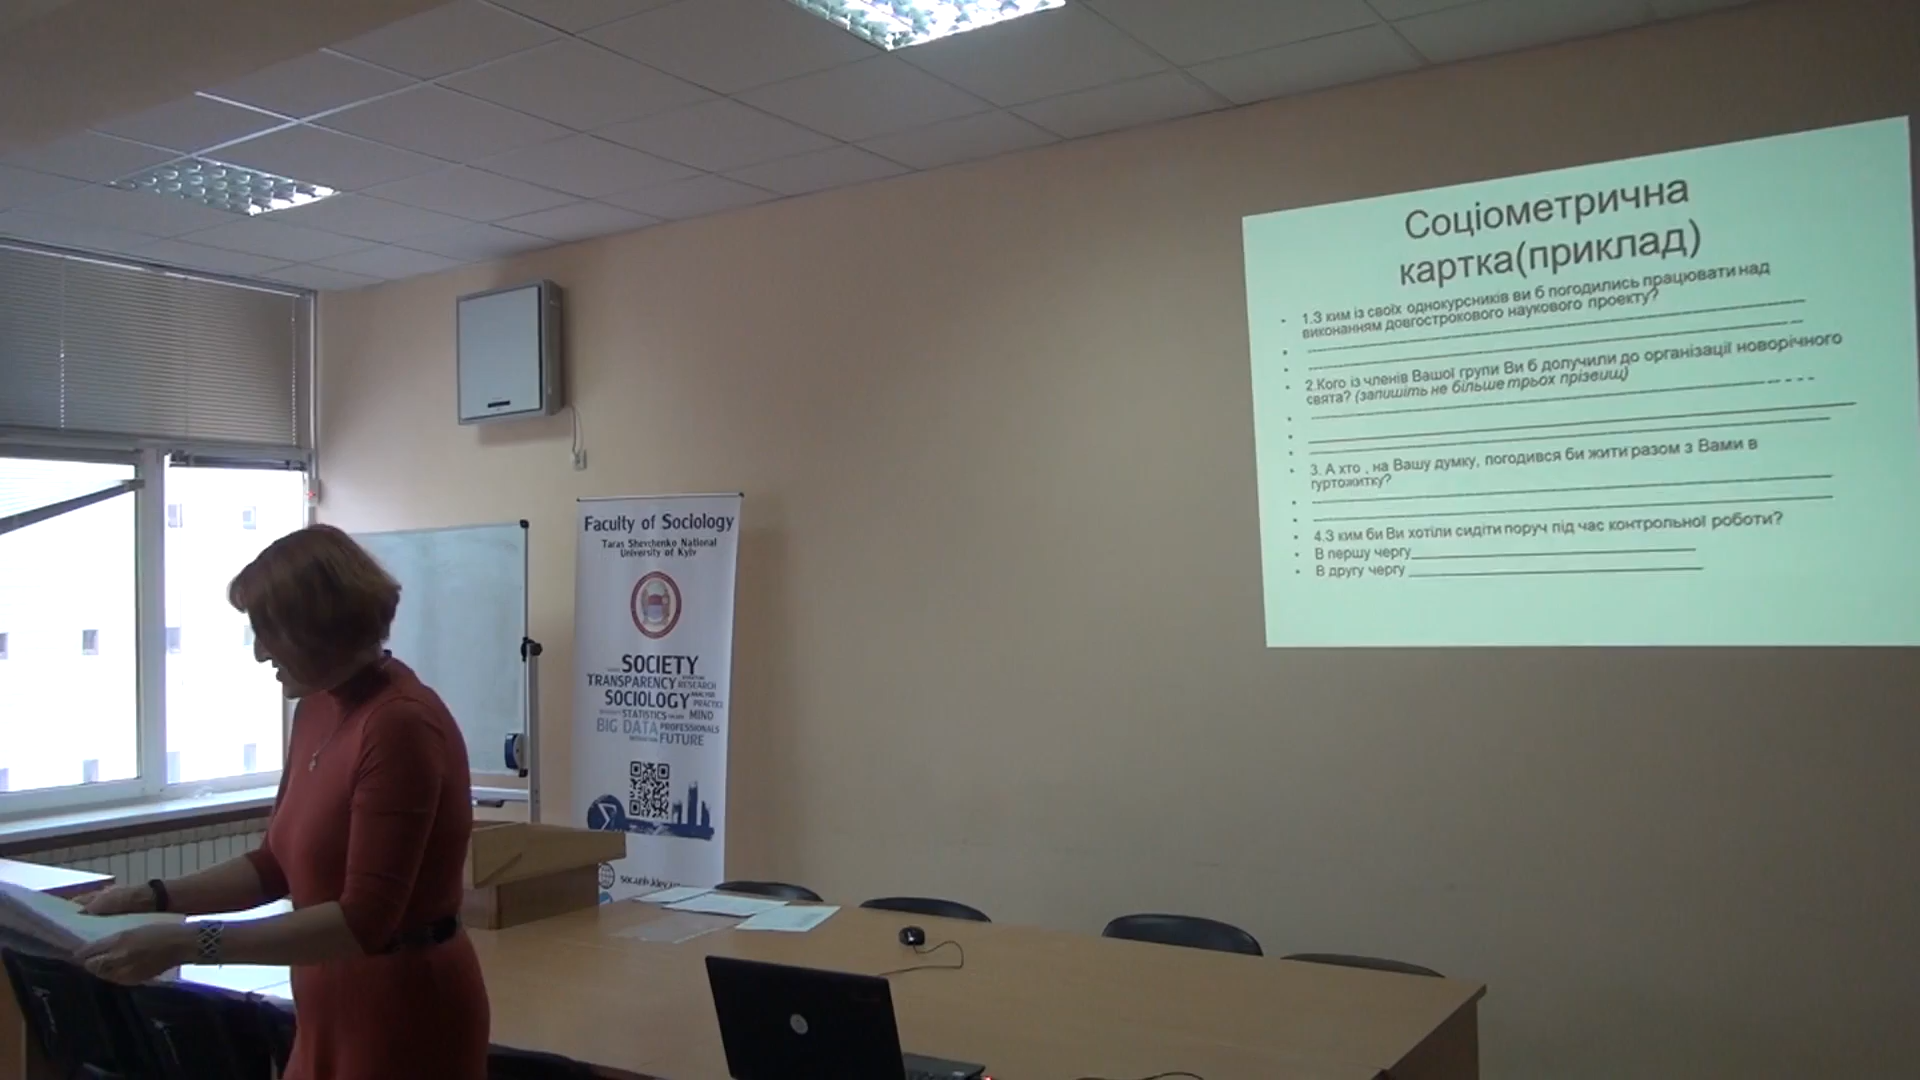 Соціометрична
картка(приклад)
1.З ким із своїх однокурсників ви б погодились працювати над
виконанням довгострокового наукового проекту?
2.Кого із членів Вашої групи Ви б долучили до організації новорічного
свята? (запишіть не більше трьох прізвищ)
3. А хто , на Вашу думку, погодився би жити разом з Вами в
гуртожитку?
4.З ким би Ви хотіли сидіти поруч під час контрольної роботи?
В першу чергу
В другу чергу
Faculty of Sociology
Taras Shevchenko National
University of Kyiv
SOCIETY
TRANSPARENCY RESEARCH
SOCIOLOGY PRACTICE
STATISTICS MIND
BIG DATA PROFESSIONALS
FUTURE